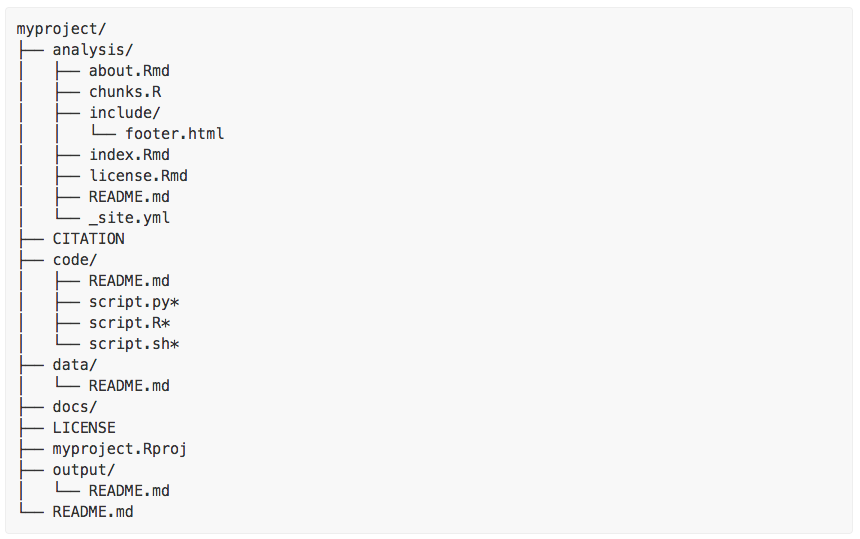 myproject/
├── analysis/
│   ├── about.Rmd
│   ├── chunks.R
│   ├── include/
│   │   └── footer.html
│   ├── index.Rmd
│   ├── license.Rmd
│   ├── README.md
│   └── _site.yml
├── CITATION
├── code/
│   ├── README.md
│   ├── script.py*
│   ├── script.R*
│   └── script.sh*
├── data/
│   └── README.md
├── docs/
├── LICENSE
├── myproject.Rproj
├── output/
│   └── README.md
└── README.md